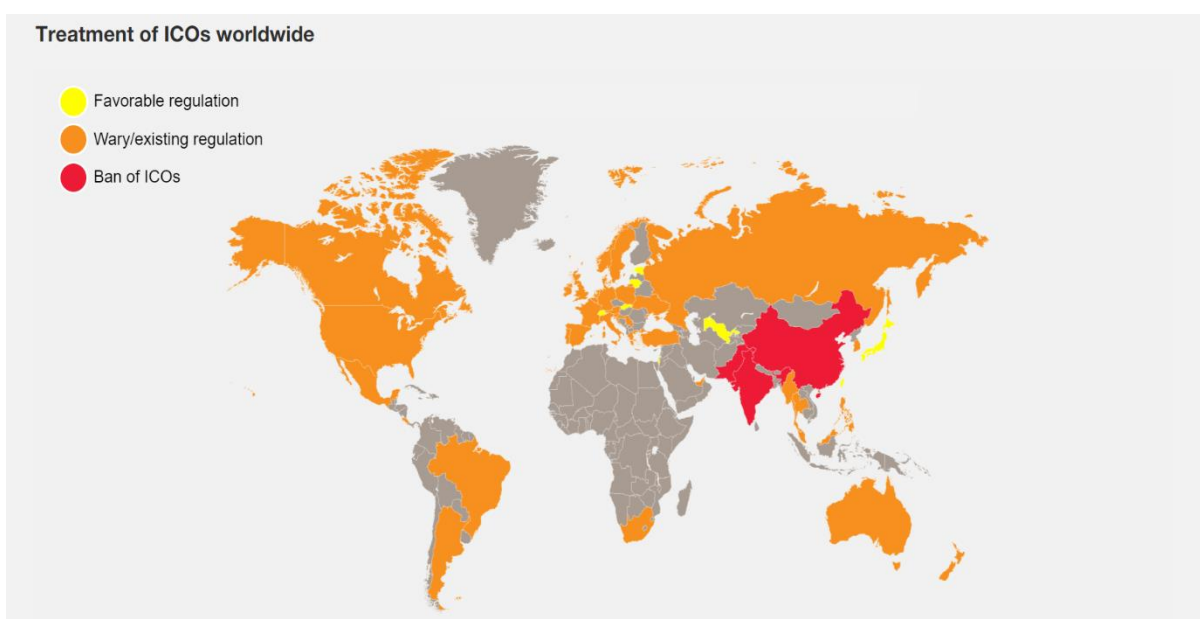 Treatment of ICOs worldwide
Favorable regulation
Wary/existing regulation
Ban of ICOs